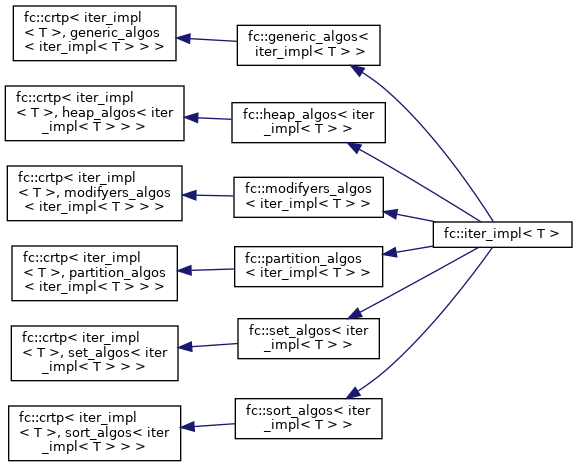 fc::crtp< iter_impl
< T >, generic_algos
< iter_impl< T > > >
fc::generic_algos<
iter_impl< T > >
fc::crtp< iter_impl
< T >, heap_algos< iter
_impl< T > > >
fc::heap_algos< iter
_impl< T > >
fc::crtp< iter_impl
< T >, modifyers_algos
< iter_impl< T > > >
fc::modifyers_algos
< iter_impl< T > >
fc::iter_impl< T >
fc::crtp< iter_impl
< T >, partition_algos
< iter_impl< T > > >
fc::partition_algos
< iter_impl< T > >
fc::crtp< iter_impl
< T >, set_algos< iter
_impl< T > > >
fc::set_algos< iter
_impl< T > >
fc::crtp< iter_impl
< T >, sort_algos< iter
_impl< T > > >
fc::sort_algos< iter
_impl< T > >